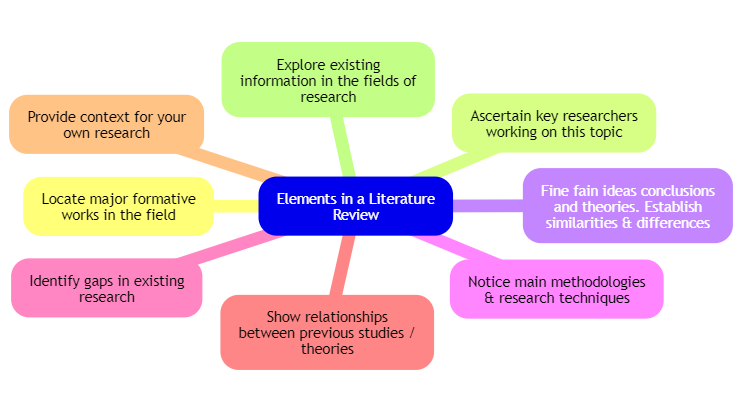 Explore existing
information in the fields of
research
Provide context for your
own research
Ascertain key researchers
working on this topic
Locate major formative
works in the field
Elements in a Literature
Review
Fine fain ideas conclusions
and theories. Establish
similarities & differences
Identify gaps in existing
research
Notice main methodologies
& research techniques
Show relationships
between previous studies /
theories